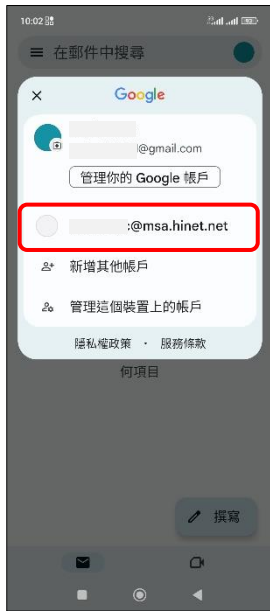 10:02
在郵件中搜尋
Google
l@gmail.com
管理你的 Google 帳戶
:@msa.hinet.net
新增其他帳戶
管理這個裝置上的帳戶
隱私權政策 · 服務條款
何項目
撰寫